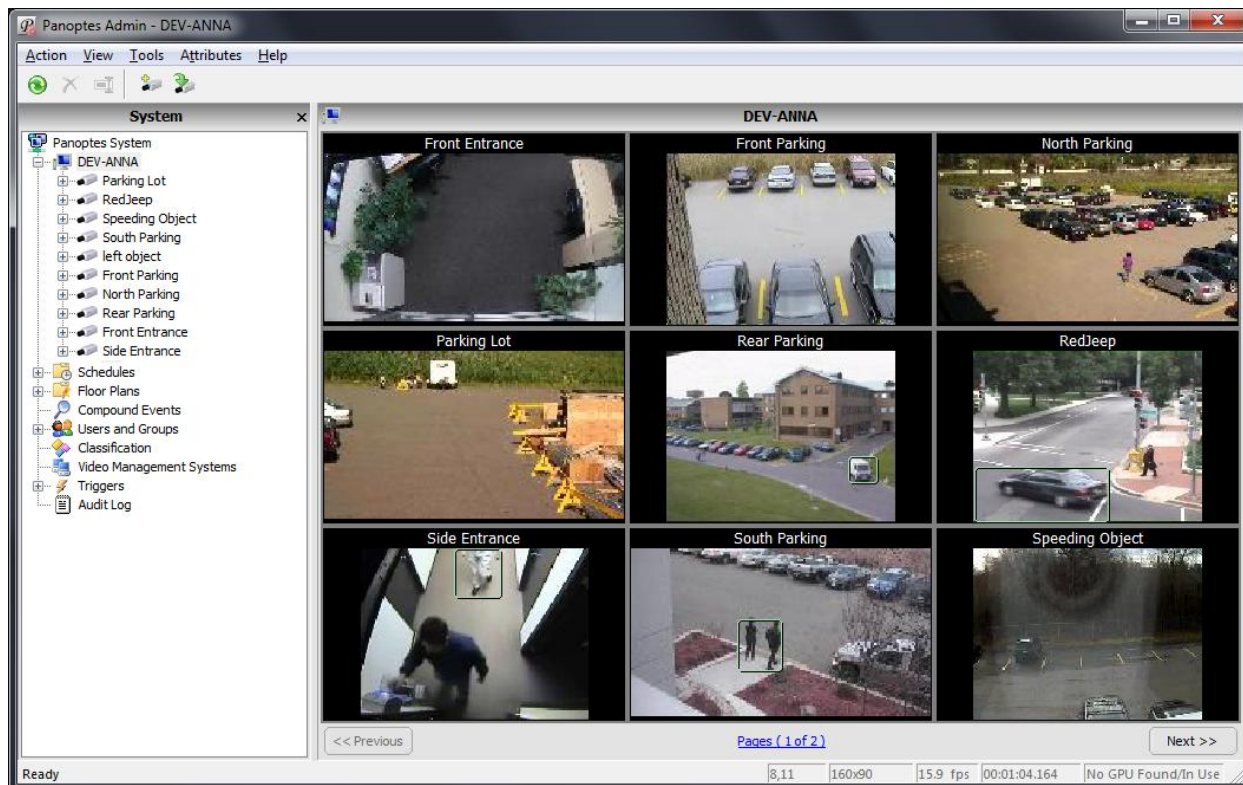 Panoptes Admin - DEV-ANNA
Action View Tools Attributes Help
System
Panoptes System
DEV-ANNA
Parking Lot
RedJeep
Speeding Object
South Parking
left object
Front Parking
North Parking
Rear Parking
Front Entrance
Side Entrance
Schedules
Floor Plans
Compound Events
Users and Groups
Classification
Video Management Systems
Triggers
Audit Log
DEV-ANNA
Front Entrance
Front Parking
North Parking
Parking Lot
Rear Parking
RedJeep
Side Entrance
South Parking
Speeding Object
<< Previous
Pages ( 1 of 2 )
Next >>
Ready
8,11
160x90
15.9 fps
00:01:04.164
No GPU Found/In Use